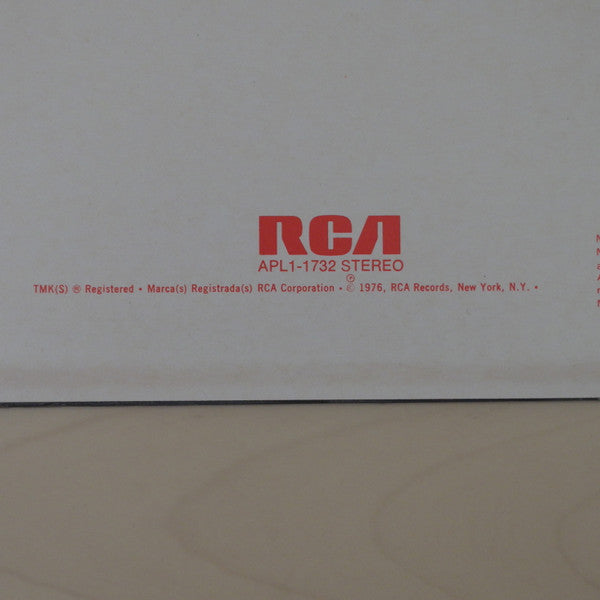 RCA
APL1-1732 STEREO
℗
TMK(S) ® Registered • Marca(s) Registrada(s) RCA Corporation • © 1976, RCA Records, New York, N.Y. •